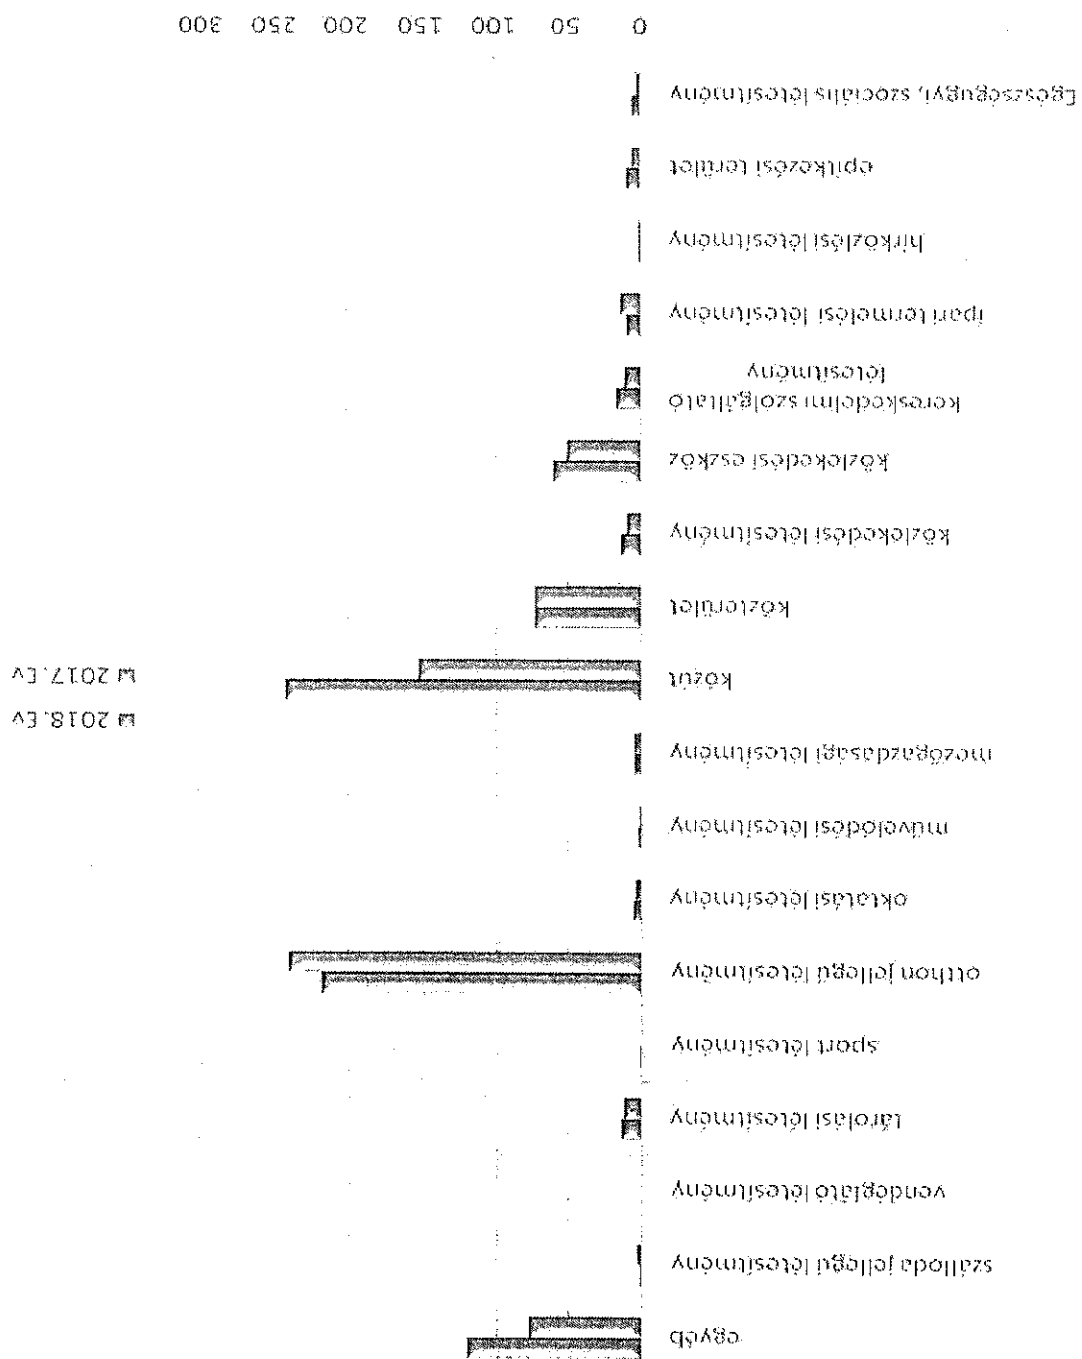 egyéb
szálloda jellegű létesítmény
vendéglátó létesítmény
tárolási létesítmény
sport létesítmény
otthon jellegű létesítmény
oktatási létesítmény
művelődési létesítmény
mezőgazdasági létesítmény
közút
közterület
közlekedési létesítmény
közlekedési eszköz
kereskedelmi szolgáltató
létesítmény
ipari termelési létesítmény
hírközlési létesítmény
építkezési terület
Egészségügyi, szociális létesítmény
0 50 100 150 200 250 300
2018.Év
2017.Év